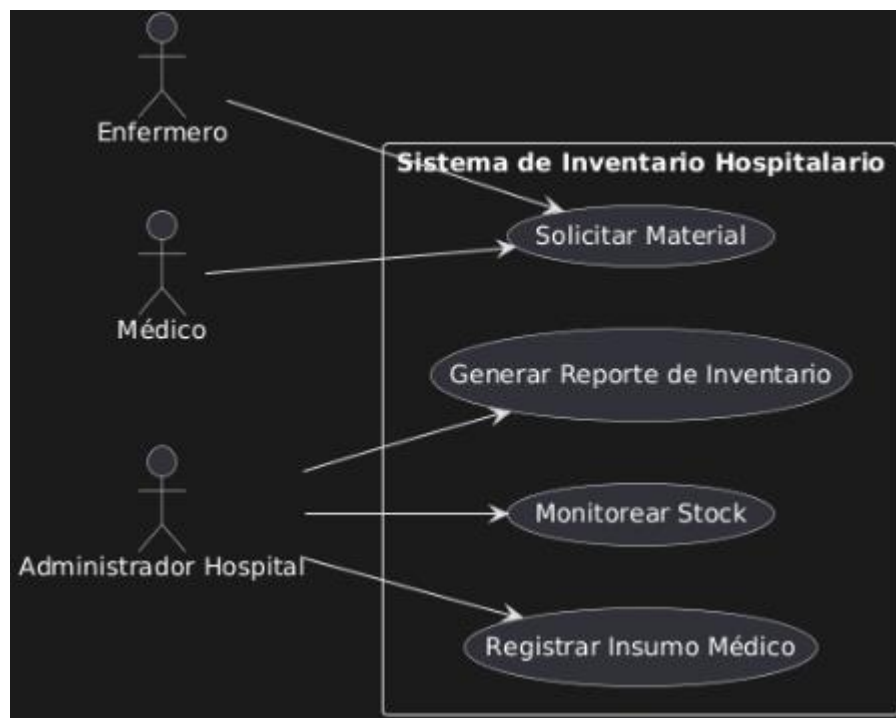 Enfermero
Sistema de Inventario Hospitalario
Solicitar Material
Médico
Generar Reporte de Inventario
Monitorear Stock
Administrador Hospital
Registrar Insumo Médico